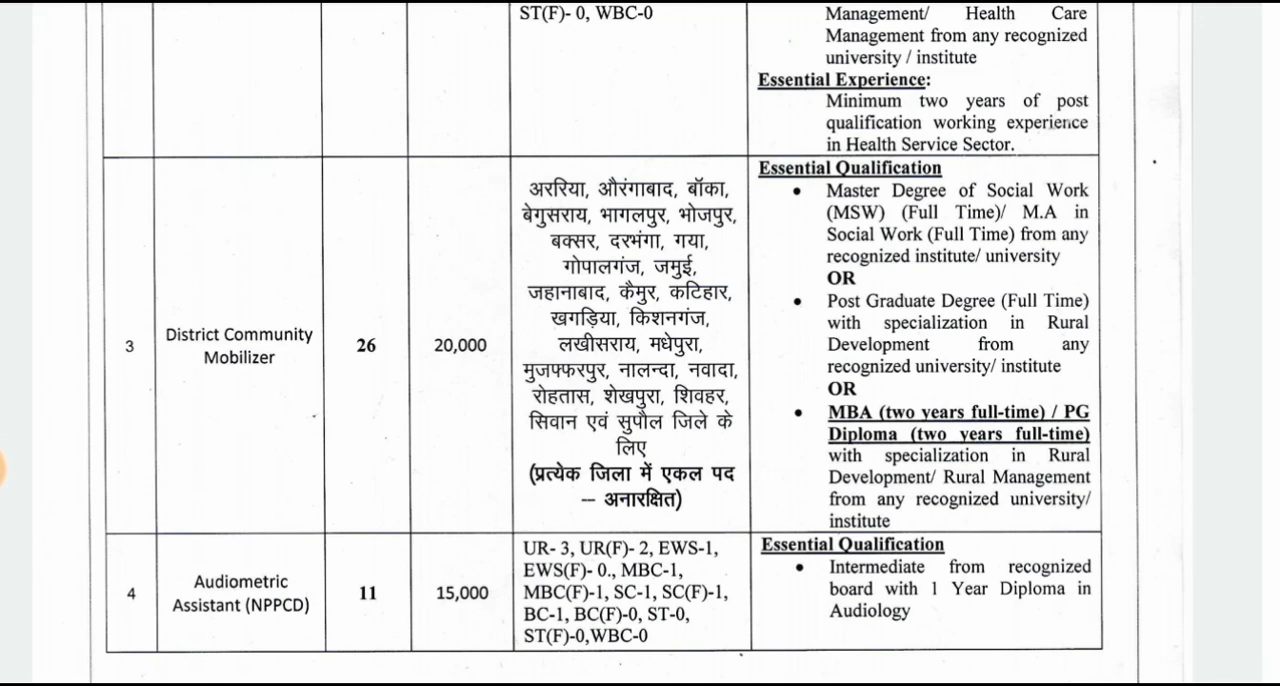 ST(F)- 0, WBC-0
Management/ Health Care
Management from any recognized
university / institute
Essential Experience:
Minimum two years of post
qualification working experience
in Health Service Sector.
3
District Community
Mobilizer
26
20,000
अररिया, औरंगाबाद, बॉका,
बेगुसराय, भागलपुर, भोजपुर,
बक्सर, दरभंगा, गया,
गोपालगंज, जमुई,
जहानाबाद, कैमुर, कटिहार,
खगड़िया, किशनगंज,
लखीसराय, मधेपुरा,
मुजफ्फरपुर, नालन्दा, नवादा,
रोहतास, शेखपुरा, शिवहर,
सिवान एवं सुपौल जिले के
लिए
(प्रत्येक जिला में एकल पद
– अनारक्षित)
Essential Qualification
• Master Degree of Social Work
(MSW) (Full Time)/ M.A in
Social Work (Full Time) from any
recognized institute/ university
OR
• Post Graduate Degree (Full Time)
with specialization in Rural
Development from any
recognized university/ institute
OR
• MBA (two years full-time) / PG
Diploma (two years full-time)
with specialization in Rural
Development/ Rural Management
from any recognized university/
institute
4
Audiometric
Assistant (NPPCD)
11
15,000
UR- 3, UR(F)- 2, EWS-1,
EWS(F)- 0., MBC-1,
MBC(F)-1, SC-1, SC(F)-1,
BC-1, BC(F)-0, ST-0,
ST(F)-0,WBC-0
Essential Qualification
• Intermediate from recognized
board with 1 Year Diploma in
Audiology